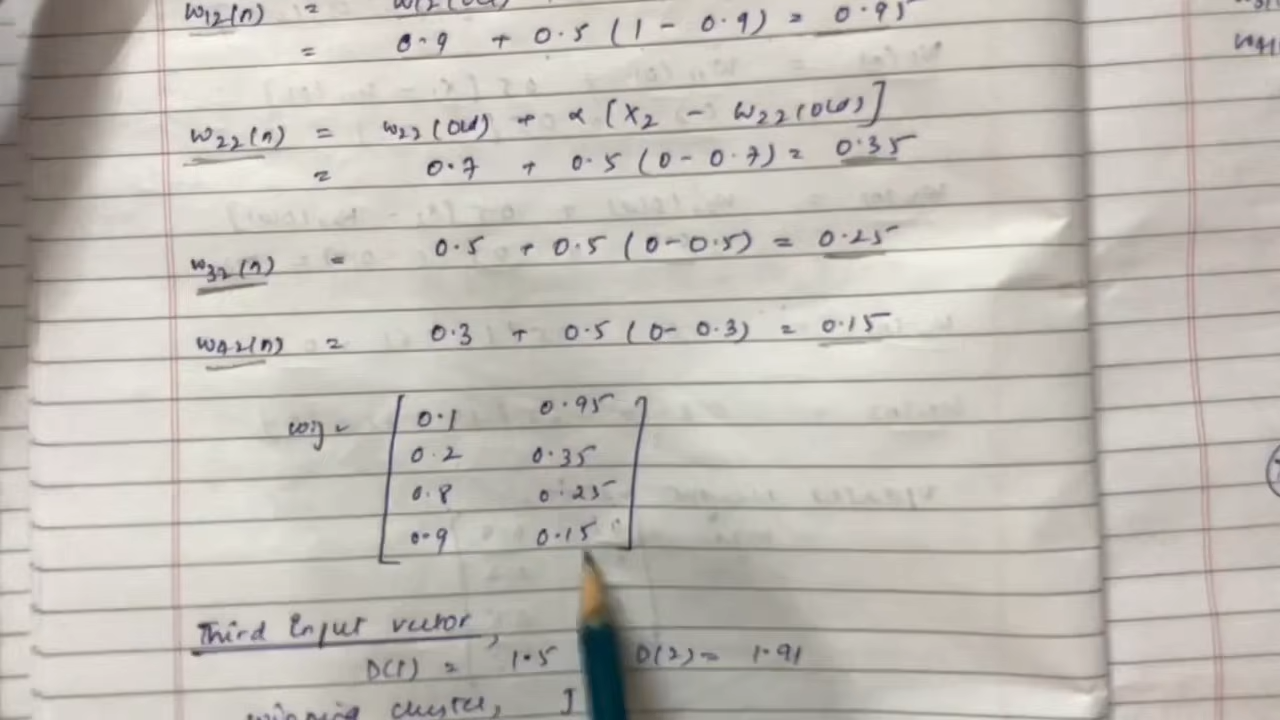 w12(n) = w12(old)
= 0.9 + 0.5 (1 - 0.9) = 0.95
w22(n) = w22(old) + α [x2 - w22(old)]
= 0.7 + 0.5 (0-0.7) = 0.35
w32(n) = 0.5 + 0.5 (0-0.5) = 0.25
w42(n) = 0.3 + 0.5 (0-0.3) = 0.15
wij = [0.1 0.95
0.2 0.35
0.8 0.25
0.9 0.15]
Third Input vector,
D(1) = 1.5 D(2) = 1.91
winning cluster, J